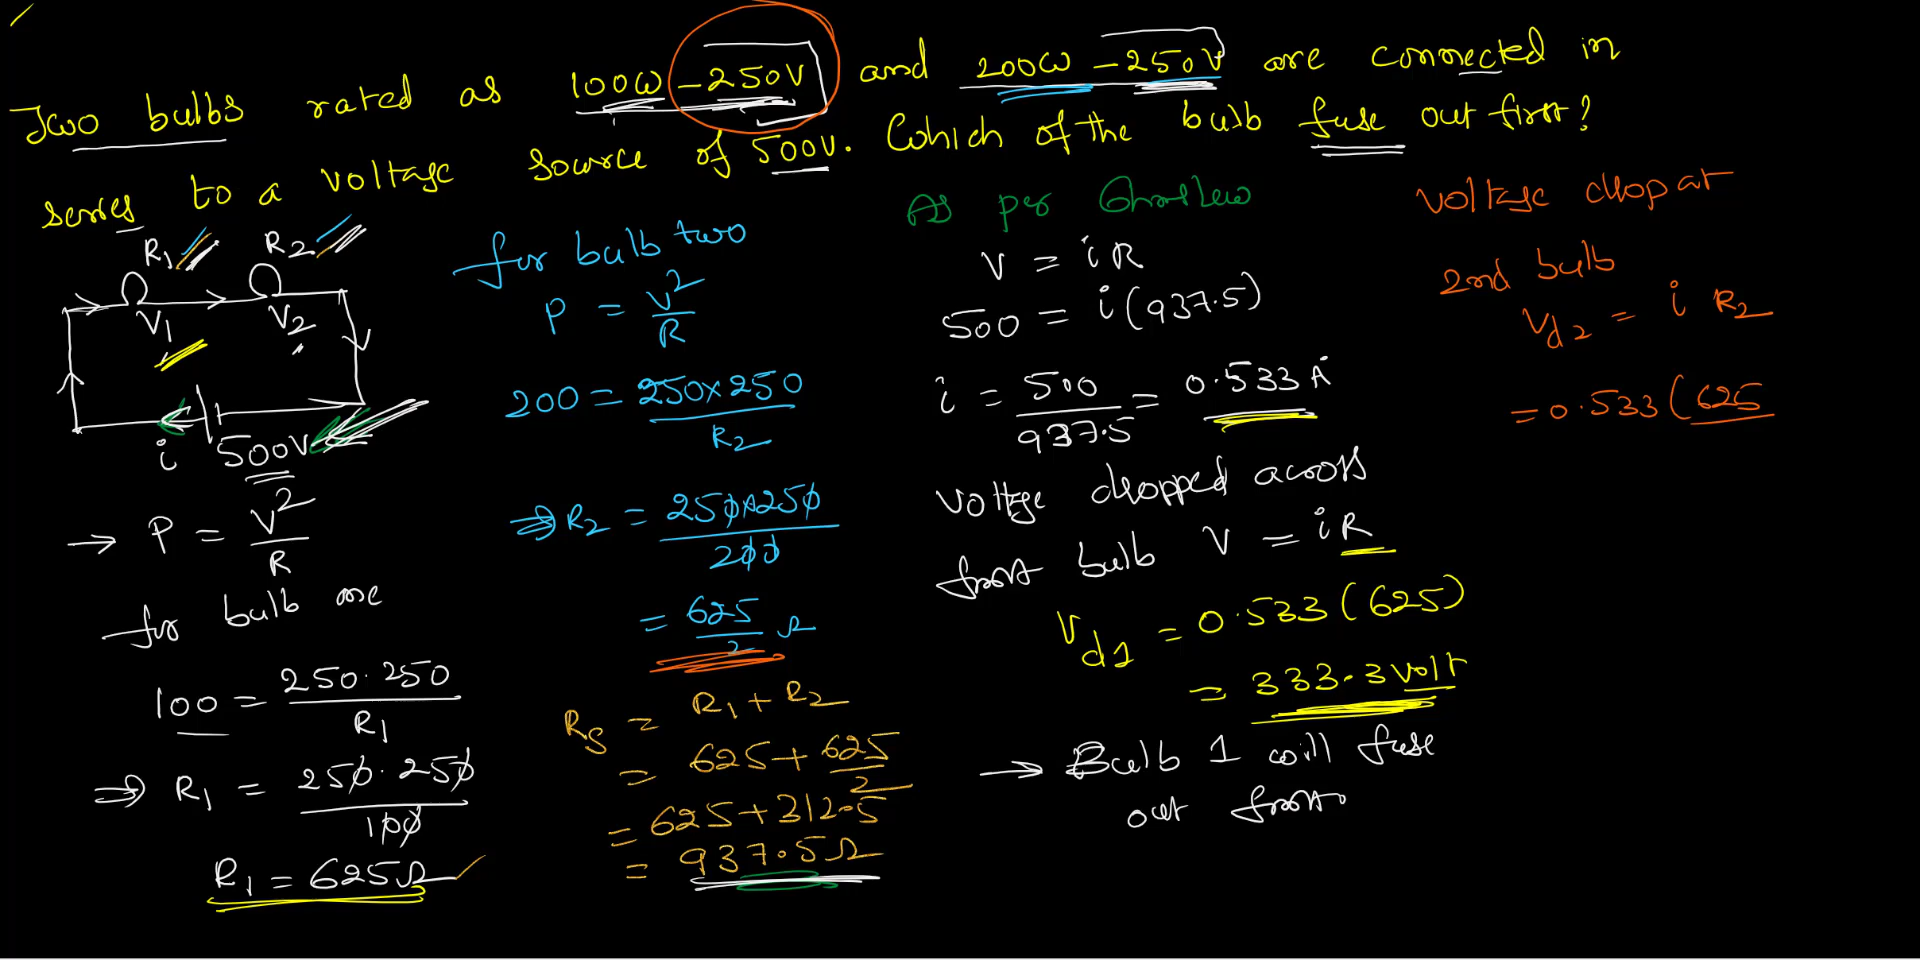 Two bulbs rated as 100W - 250V and 200W - 250V are connected in
series to a voltage source of 500V. Which of the bulb fuse out first?
R1 R2
V1 V2
i 500V
→ P = V²/R
for bulb one
100 = 250·250/R1
⇒ R1 = 250·250/100
R1 = 625Ω
for bulb two
P = V²/R
200 = 250×250/R2
⇒ R2 = 250×250/200
= 625/2 Ω
Rs = R1 + R2
= 625 + 625/2
= 625 + 312.5
= 937.5Ω
As per Ohm's law
V = iR
500 = i(937.5)
i = 500/937.5 = 0.533A
Voltage dropped across
first bulb V = iR
Vd1 = 0.533(625)
= 333.3 volt
→ Bulb 1 will fuse
out first.
Voltage drop at
2nd bulb
Vd2 = i R2
= 0.533(625